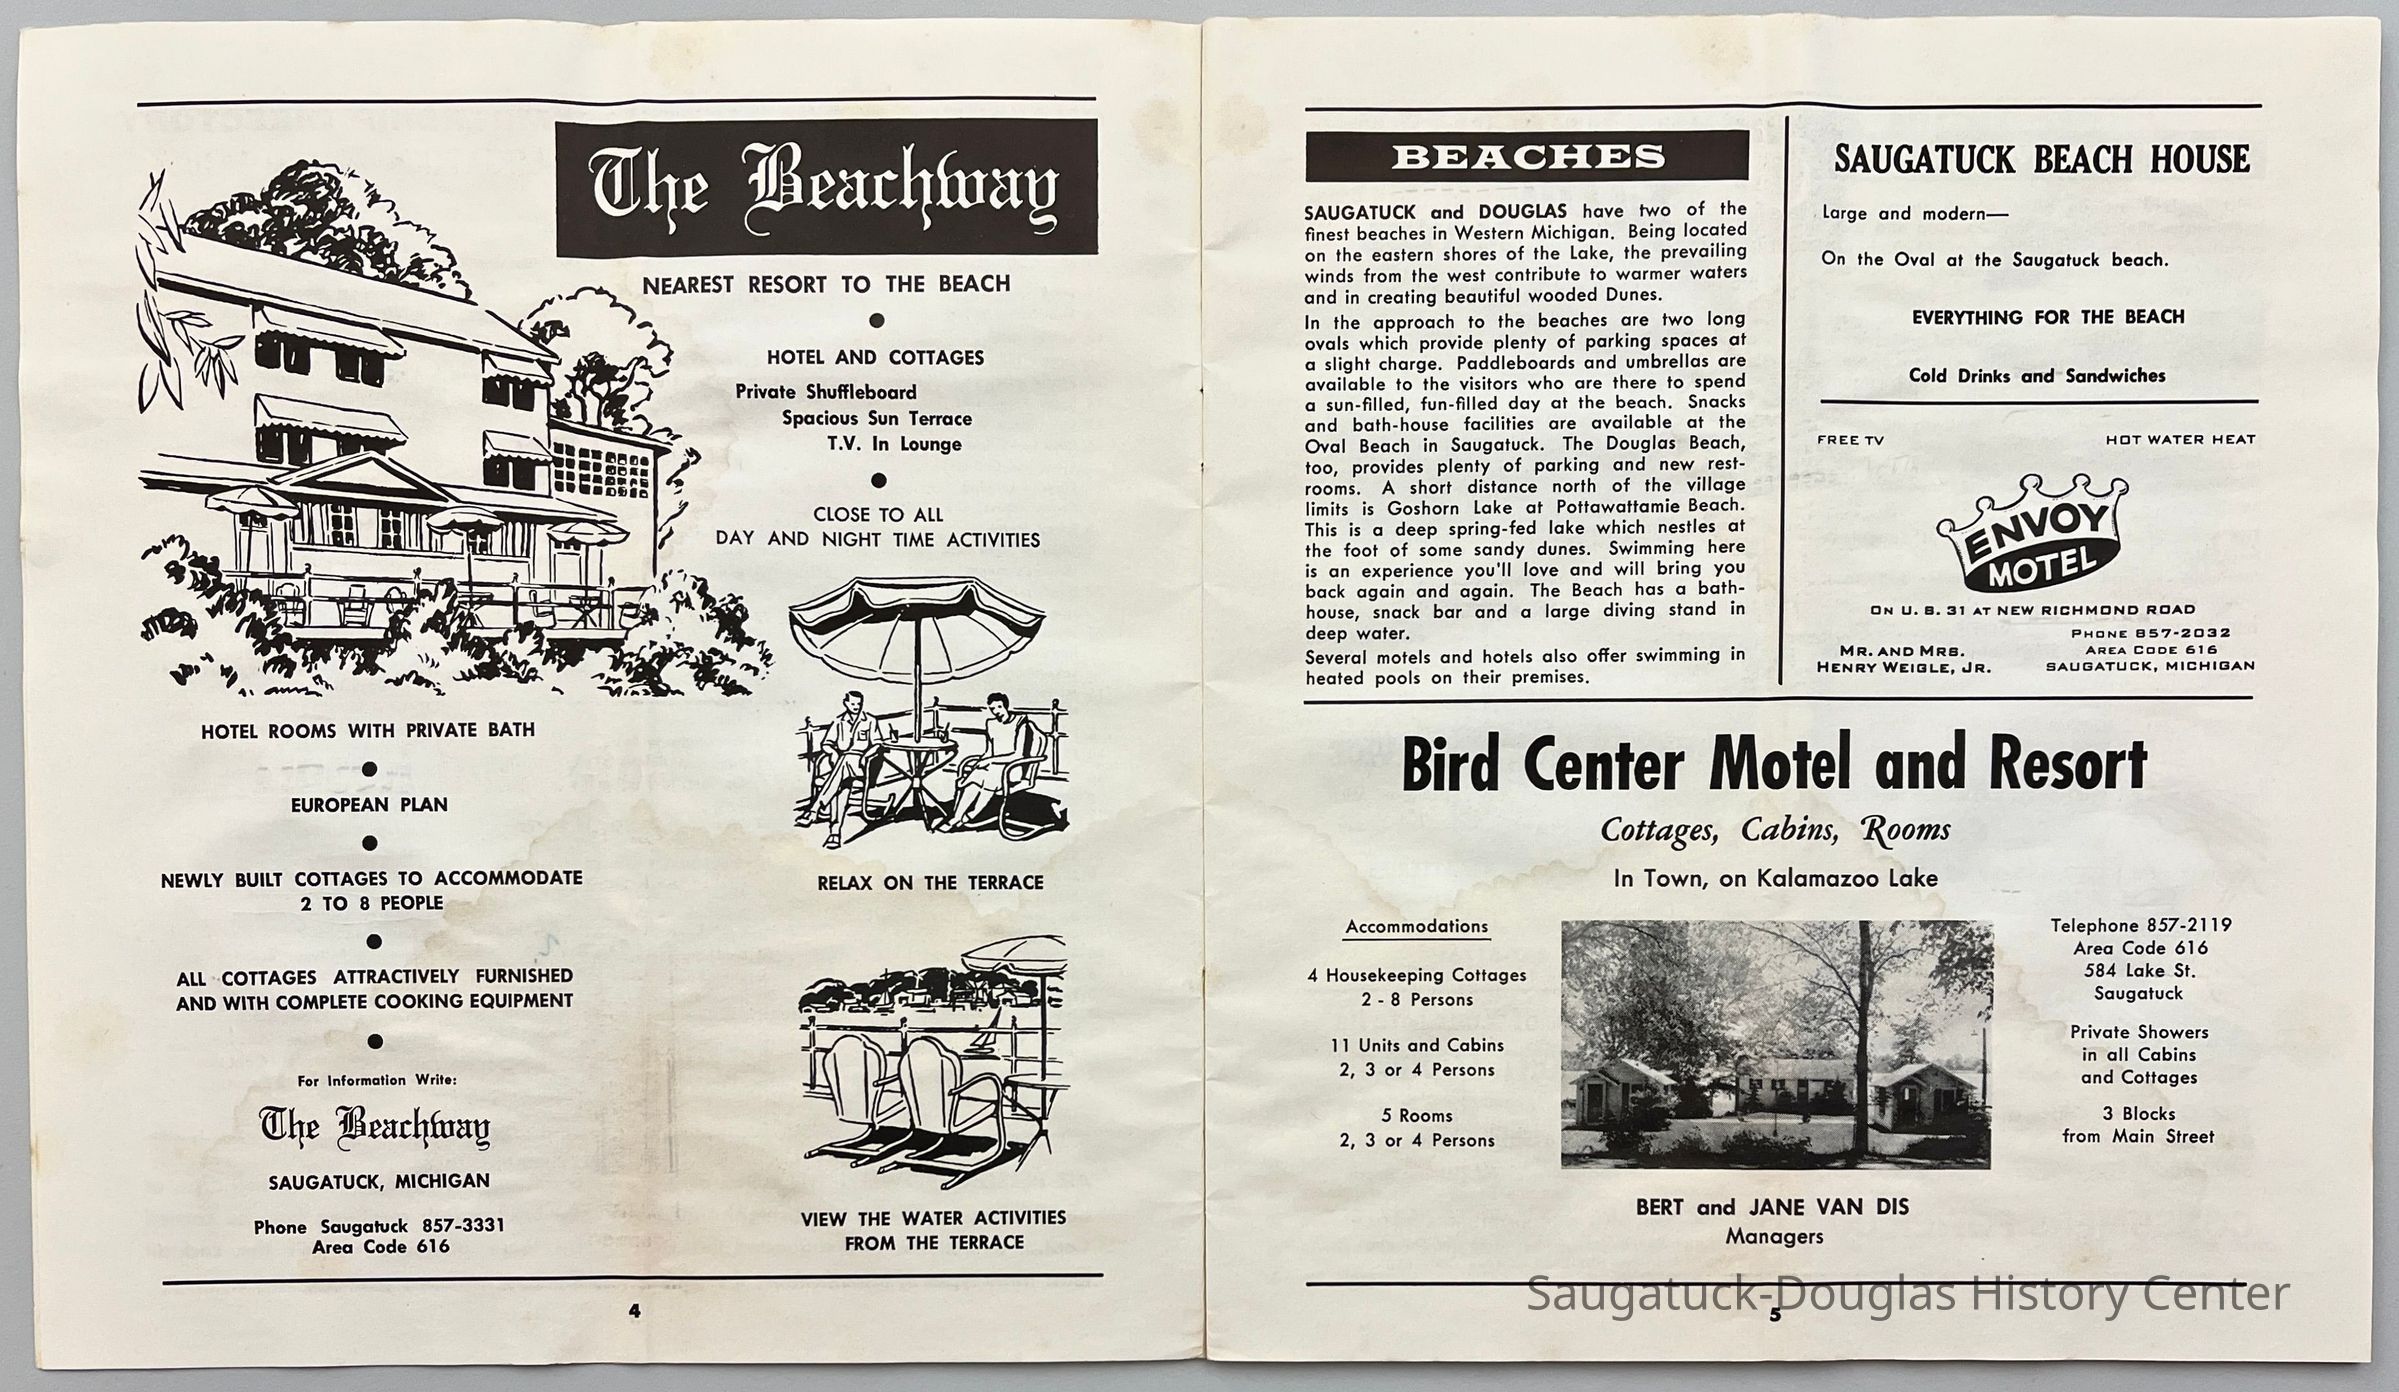 The Beachway
NEAREST RESORT TO THE BEACH
HOTEL AND COTTAGES
Private Shuffleboard
Spacious Sun Terrace
T.V. In Lounge
CLOSE TO ALL
DAY AND NIGHT TIME ACTIVITIES
HOTEL ROOMS WITH PRIVATE BATH
EUROPEAN PLAN
NEWLY BUILT COTTAGES TO ACCOMMODATE
2 TO 8 PEOPLE
ALL COTTAGES ATTRACTIVELY FURNISHED
AND WITH COMPLETE COOKING EQUIPMENT
For Information Write:
The Beachway
SAUGATUCK, MICHIGAN
Phone Saugatuck 857-3331
Area Code 616
RELAX ON THE TERRACE
VIEW THE WATER ACTIVITIES
FROM THE TERRACE
4
BEACHES
SAUGATUCK and DOUGLAS have two of the
finest beaches in Western Michigan. Being located
on the eastern shores of the Lake, the prevailing
winds from the west contribute to warmer waters
and in creating beautiful wooded Dunes.
In the approach to the beaches are two long
ovals which provide plenty of parking spaces at
a slight charge. Paddleboards and umbrellas are
available to the visitors who are there to spend
a sun-filled, fun-filled day at the beach. Snacks
and bath-house facilities are available at the
Oval Beach in Saugatuck. The Douglas Beach,
too, provides plenty of parking and new rest-
rooms. A short distance north of the village
limits is Goshorn Lake at Pottawattamie Beach.
This is a deep spring-fed lake which nestles at
the foot of some sandy dunes. Swimming here
is an experience you'll love and will bring you
back again and again. The Beach has a bath-
house, snack bar and a large diving stand in
deep water.
Several motels and hotels also offer swimming in
heated pools on their premises.
SAUGATUCK BEACH HOUSE
Large and modern—
On the Oval at the Saugatuck beach.
EVERYTHING FOR THE BEACH
Cold Drinks and Sandwiches
FREE TV HOT WATER HEAT
ENVOY
MOTEL
ON U. S. 31 AT NEW RICHMOND ROAD
PHONE 857-2032
AREA CODE 616
SAUGATUCK, MICHIGAN
MR. AND MRS.
HENRY WEIGLE, JR.
Bird Center Motel and Resort
Cottages, Cabins, Rooms
In Town, on Kalamazoo Lake
Accommodations
4 Housekeeping Cottages
2 - 8 Persons
11 Units and Cabins
2, 3 or 4 Persons
5 Rooms
2, 3 or 4 Persons
Telephone 857-2119
Area Code 616
584 Lake St.
Saugatuck
Private Showers
in all Cabins
and Cottages
3 Blocks
from Main Street
BERT and JANE VAN DIS
Managers
5
Saugatuck-Douglas History Center